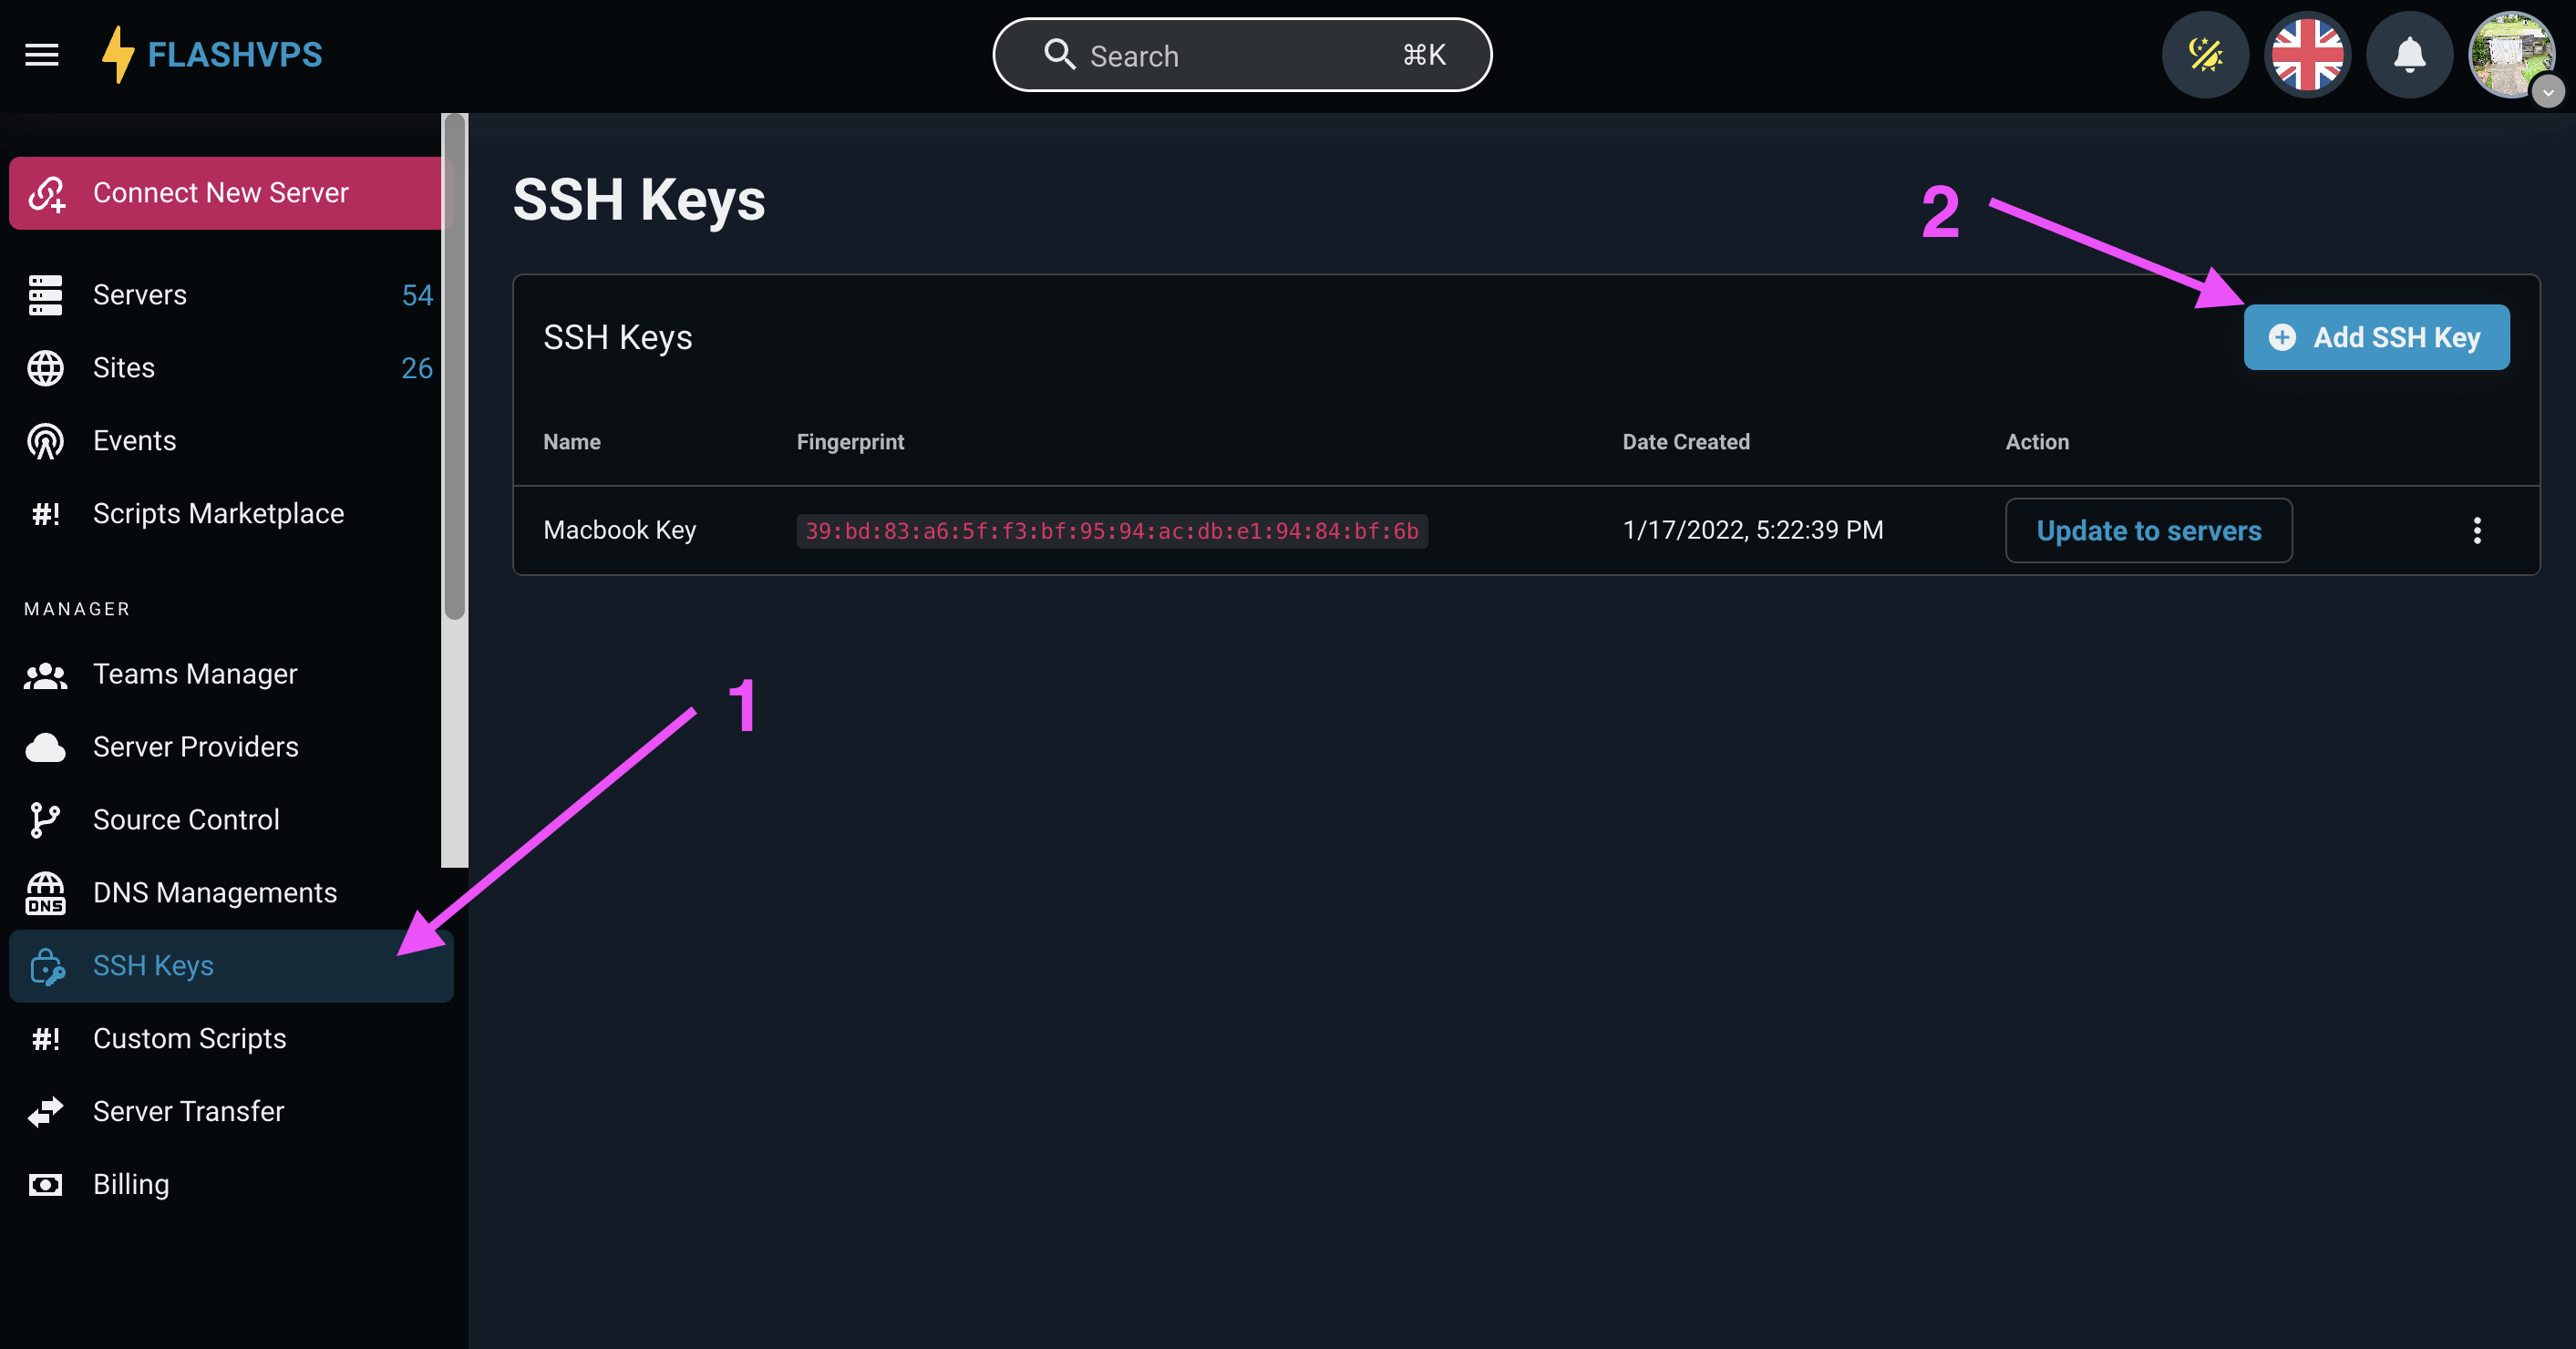 FLASHVPS
Search ⌘K
Connect New Server
Servers 54
Sites 26
Events
#! Scripts Marketplace
MANAGER
Teams Manager
Server Providers
Source Control
DNS DNS Managements
SSH Keys
#! Custom Scripts
Server Transfer
Billing
SSH Keys
2
SSH Keys
Add SSH Key
Name Fingerprint Date Created Action
Macbook Key 39:bd:83:a6:5f:f3:bf:95:94:ac:db:e1:94:84:bf:6b 1/17/2022, 5:22:39 PM Update to servers
1